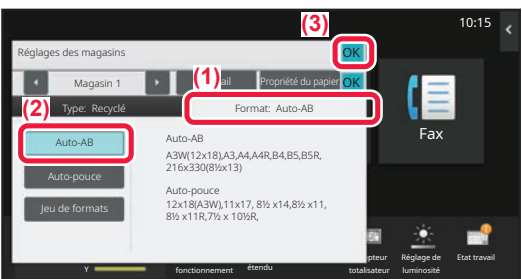 (3)
10:15
Réglages des magasins
OK
Magasin 1
(1)
ail
Propriété du papier
OK
(2)
Type: Recyclé
Format: Auto-AB
Fax
Auto-AB
Auto-AB
A3W(12x18),A3,A4,A4R,B4,B5,B5R,
216x330(8½x13)
Auto-pouce
Auto-pouce
12x18(A3W),11x17, 8½ x14,8½ x11,
8½ x11R,7½ x 10½R,
Jeu de formats
Y
fonctionnement
étendu
pteur
totalisateur
Réglage de
luminosité
Etat travail